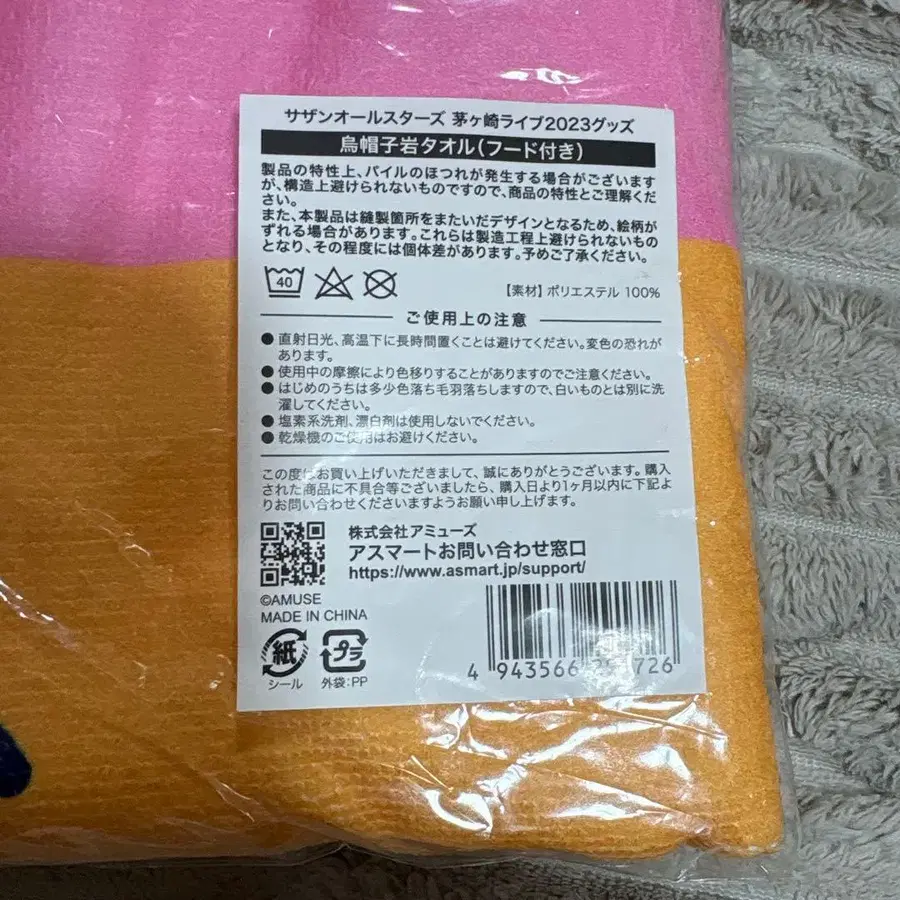 サザンオールスターズ 茅ヶ崎ライブ2023グッズ
烏帽子岩タオル(フード付き)
製品の特性上、パイルのほつれが発生する場合がございます
が、構造上避けられないものですので、商品の特性とご理解くだ
さい。
また、本製品は縫製箇所をまたいだデザインとなるため、絵柄が
ずれる場合があります。これらは製造工程上避けられないもの
となり、その程度には個体差があります。予めご了承ください。
40
【素材】ポリエステル 100%
ご使用上の注意
● 直射日光、高温下に長時間置くことは避けてください。変色の恐れが
あります。
● 使用中の摩擦により色移りすることがありますのでご注意ください。
● はじめのうちは多少色落ち毛羽落ちしますので、白いものとは別に洗
濯してください。
● 塩素系洗剤、漂白剤は使用しないでください。
● 乾燥機のご使用はお避けください。
この度はお買い上げいただきまして、誠にありがとうございます。購入
された商品に不具合等ございましたら、購入日より1ヶ月以内に下記よ
りお問い合わせくださいますようお願い申し上げます。
株式会社アミューズ
アスマートお問い合わせ窓口
https://www.asmart.jp/support/
©AMUSE
MADE IN CHINA
紙
シール
プラ
外袋:PP
4 943566 726